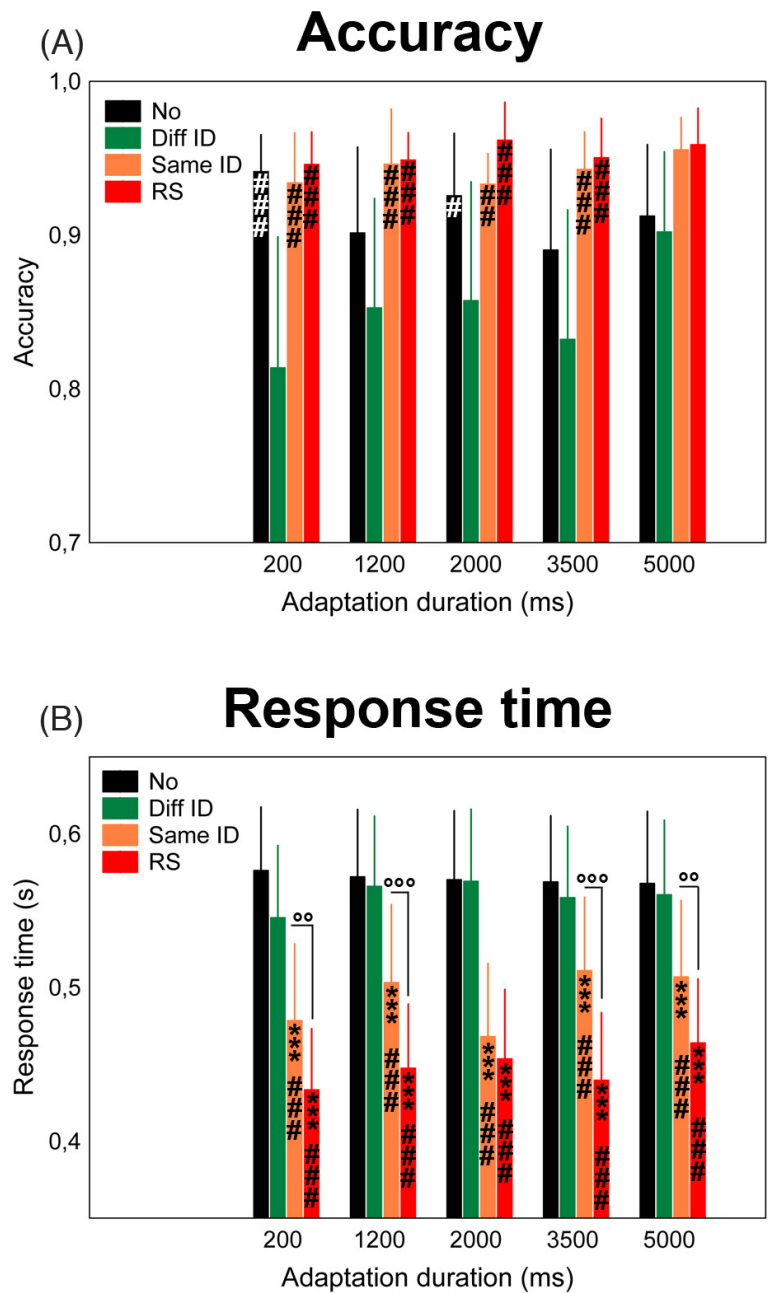 (A) Accuracy
1,0
No
Diff ID
Same ID
RS
0,9
0,8
0,7
Accuracy
### ### ###
### ###
# ## ###
### ###
200 1200 2000 3500 5000
Adaptation duration (ms)
(B) Response time
No
Diff ID
Same ID
RS
0,6
0,5
0,4
Response time (s)
°° °°° °°° °°
*** *** *** *** *** *** *** *** *** ***
### ### ### ### ### ### ### ### ### ###
200 1200 2000 3500 5000
Adaptation duration (ms)